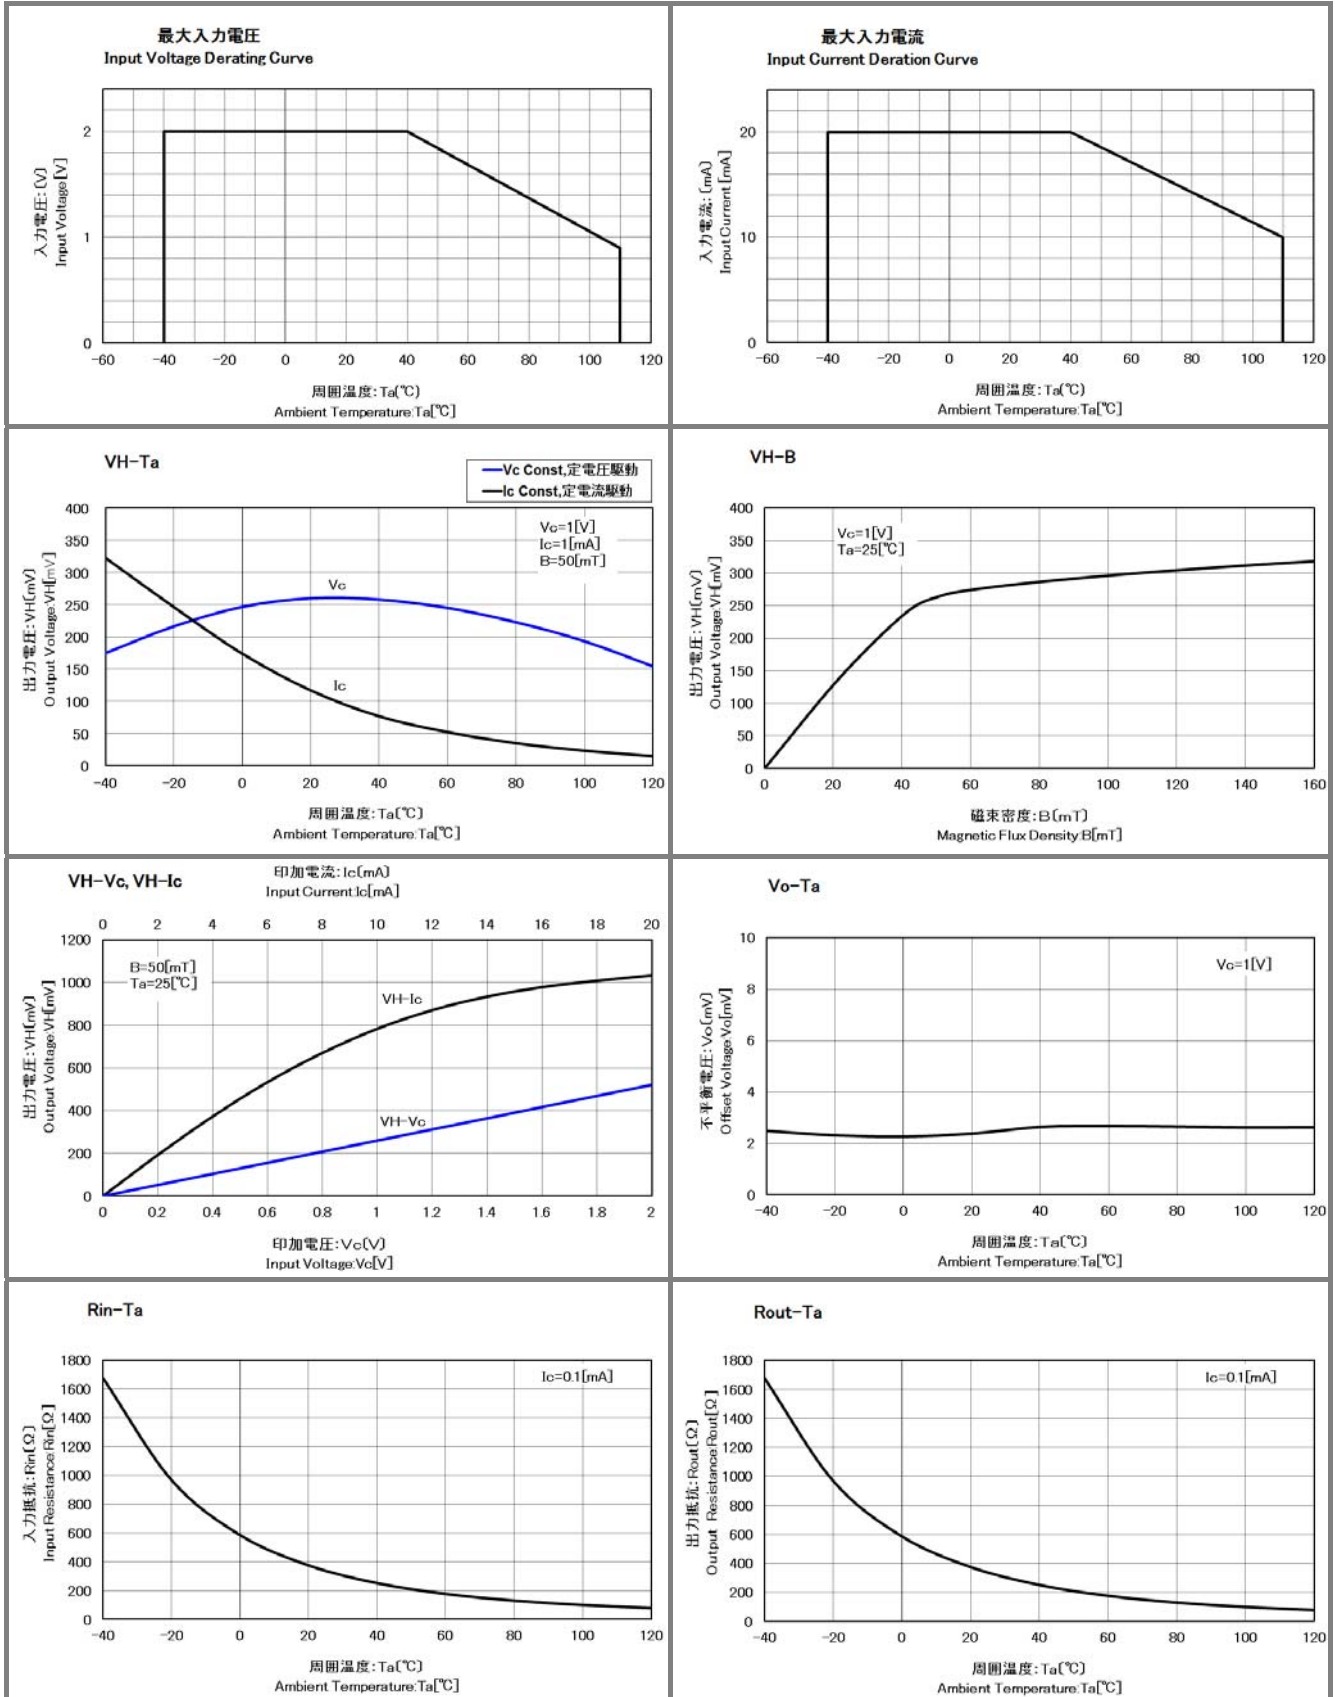 最大入力電圧
Input Voltage Derating Curve
2
1
0
入力電圧:(V)
Input Voltage[V]
-60 -40 -20 0 20 40 60 80 100 120
周囲温度:Ta(℃)
Ambient Temperature:Ta[℃]
最大入力電流
Input Current Deration Curve
20
10
0
入力電流:(mA)
Input Current [mA]
-60 -40 -20 0 20 40 60 80 100 120
周囲温度:Ta(℃)
Ambient Temperature:Ta[℃]
VH-Ta
Vc Const,定電圧駆動
Ic Const,定電流駆動
Vc=1[V]
Ic=1[mA]
B=50[mT]
Vc
Ic
400
350
300
250
200
150
100
50
0
出力電圧:VH(mV)
Output Voltage:VH[mV]
-40 -20 0 20 40 60 80 100 120
周囲温度:Ta(℃)
Ambient Temperature:Ta[℃]
VH-B
Vc=1[V]
Ta=25[℃]
400
350
300
250
200
150
100
50
0
出力電圧:VH(mV)
Output Voltage:VH[mV]
0 20 40 60 80 100 120 140 160
磁束密度:B(mT)
Magnetic Flux Density:B[mT]
VH-Vc, VH-Ic
印加電流:Ic(mA)
Input Current:Ic[mA]
0 2 4 6 8 10 12 14 16 18 20
B=50[mT]
Ta=25[℃]
VH-Ic
VH-Vc
1200
1000
800
600
400
200
0
出力電圧:VH(mV)
Output Voltage:VH[mV]
0 0.2 0.4 0.6 0.8 1 1.2 1.4 1.6 1.8 2
印加電圧:Vc(V)
Input Voltage:Vc[V]
Vo-Ta
Vc=1[V]
10
8
6
4
2
0
不平衡電圧:Vo(mV)
Offset Voltage:Vo[mV]
-40 -20 0 20 40 60 80 100 120
周囲温度:Ta(℃)
Ambient Temperature:Ta[℃]
Rin-Ta
Ic=0.1[mA]
1800
1600
1400
1200
1000
800
600
400
200
0
入力抵抗:Rin[Ω]
Input Resistance:Rin[Ω]
-40 -20 0 20 40 60 80 100 120
周囲温度:Ta(℃)
Ambient Temperature:Ta[℃]
Rout-Ta
Ic=0.1[mA]
1800
1600
1400
1200
1000
800
600
400
200
0
出力抵抗:Rout(Ω)
Output Resistance:Rout[Ω]
-40 -20 0 20 40 60 80 100 120
周囲温度:Ta(℃)
Ambient Temperature:Ta[℃]